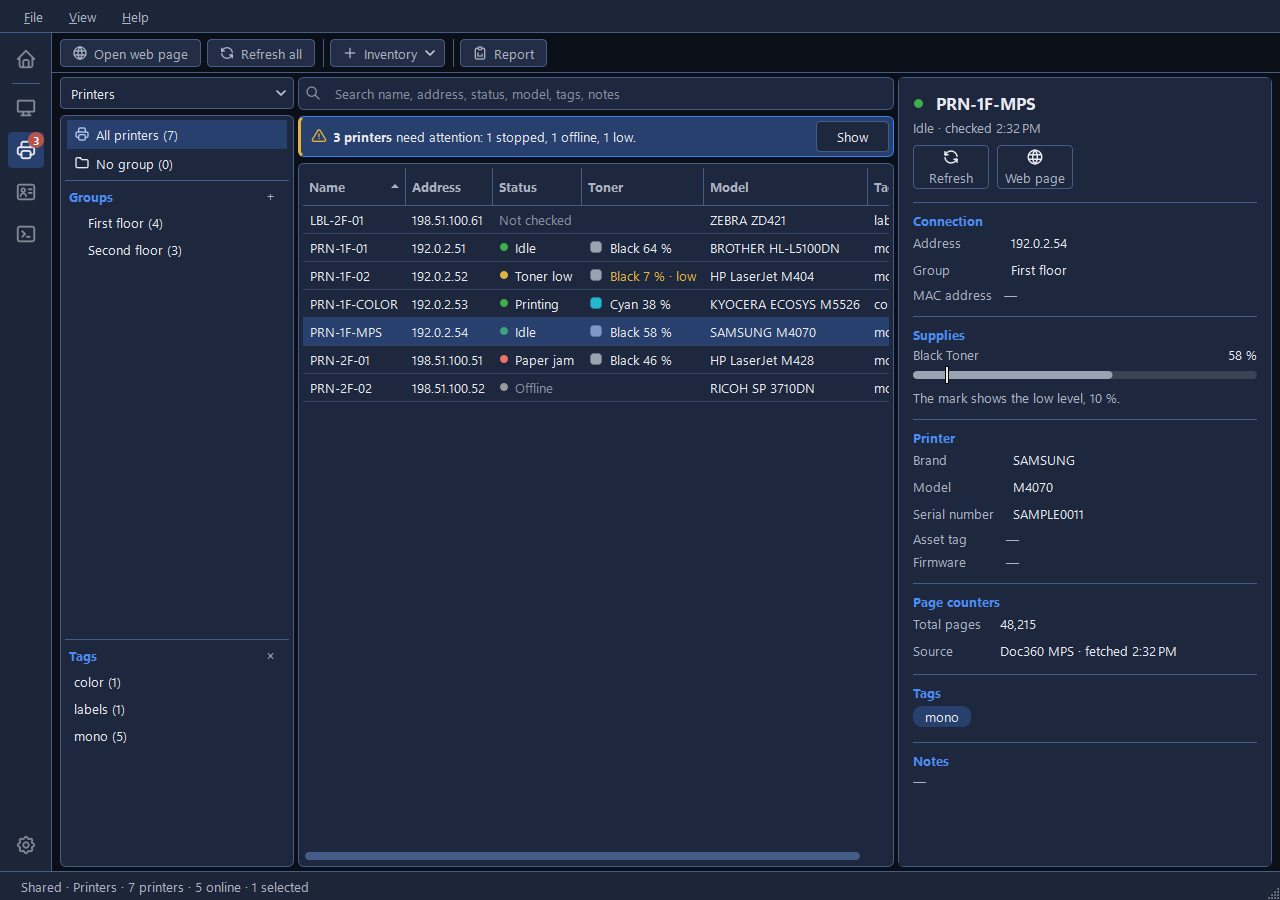 File View Help
Open web page Refresh all Inventory Report
Printers
Search name, address, status, model, tags, notes
3
All printers (7)
No group (0)
Groups +
First floor (4)
Second floor (3)
Tags ×
color (1)
labels (1)
mono (5)
3 printers need attention: 1 stopped, 1 offline, 1 low. Show
Name Address Status Toner Model Ta
LBL-2F-01 198.51.100.61 Not checked ZEBRA ZD421 lab
PRN-1F-01 192.0.2.51 Idle Black 64 % BROTHER HL-L5100DN mo
PRN-1F-02 192.0.2.52 Toner low Black 7 % · low HP LaserJet M404 mo
PRN-1F-COLOR 192.0.2.53 Printing Cyan 38 % KYOCERA ECOSYS M5526 co
PRN-1F-MPS 192.0.2.54 Idle Black 58 % SAMSUNG M4070 mo
PRN-2F-01 198.51.100.51 Paper jam Black 46 % HP LaserJet M428 mo
PRN-2F-02 198.51.100.52 Offline RICOH SP 3710DN mo
PRN-1F-MPS
Idle · checked 2:32 PM
Refresh Web page
Connection
Address 192.0.2.54
Group First floor
MAC address —
Supplies
Black Toner 58 %
The mark shows the low level, 10 %.
Printer
Brand SAMSUNG
Model M4070
Serial number SAMPLE0011
Asset tag —
Firmware —
Page counters
Total pages 48,215
Source Doc360 MPS · fetched 2:32 PM
Tags
mono
Notes
—
Shared · Printers · 7 printers · 5 online · 1 selected